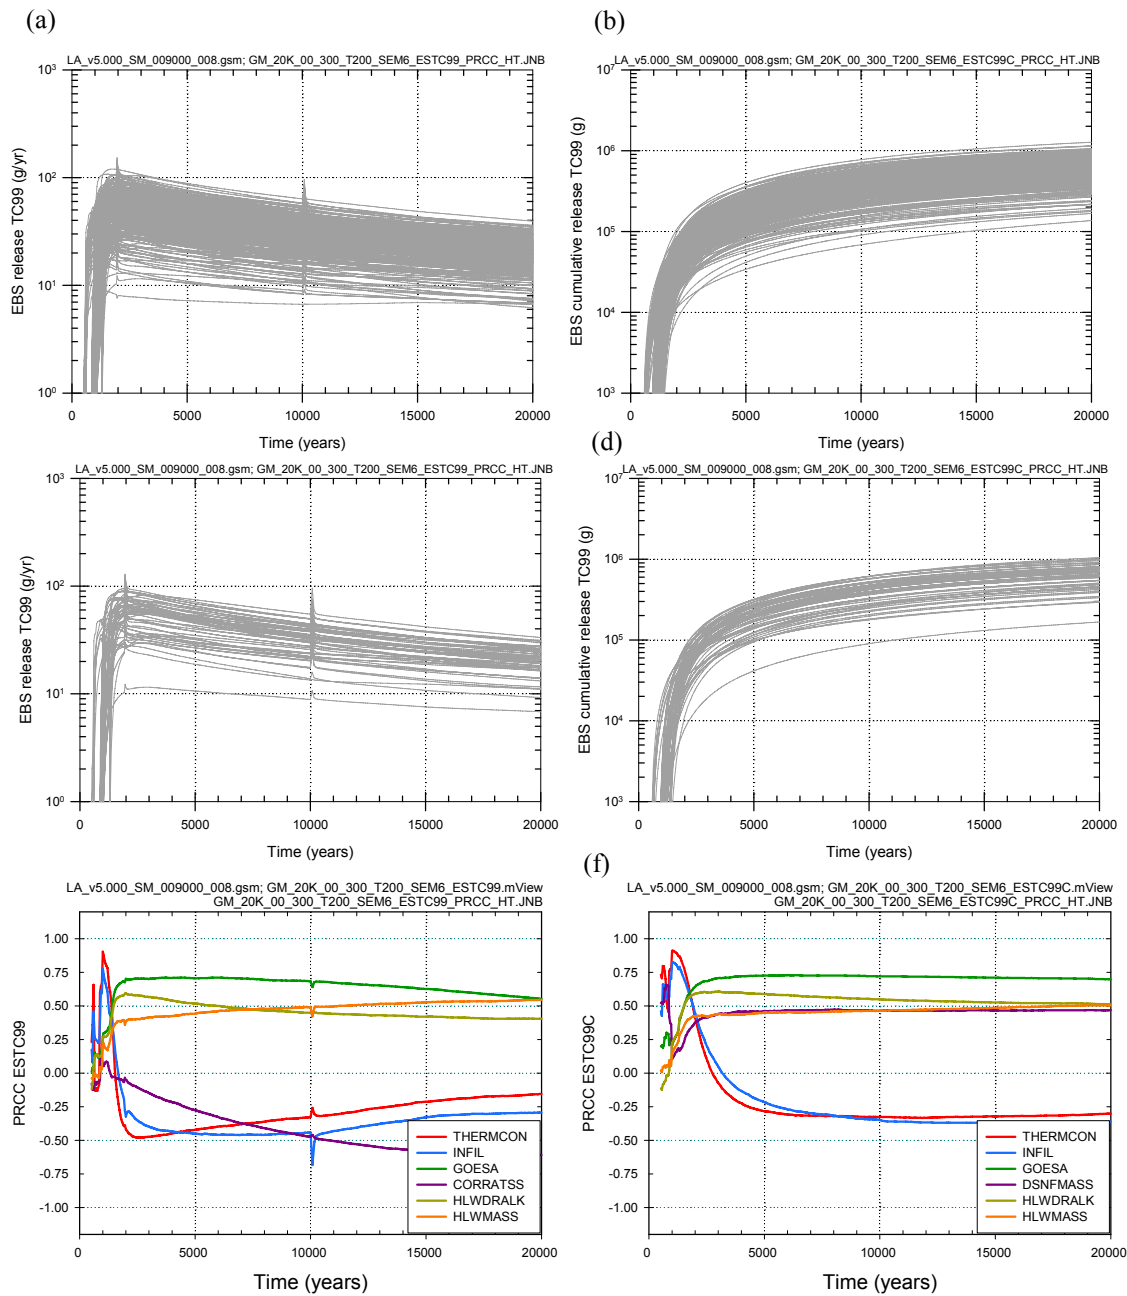 (a)
LA_v5.000_SM_009000_008.gsm; GM_20K_00_300_T200_SEM6_ESTC99_PRCC_HT.JNB
10³
10²
10¹
10⁰
EBS release TC99 (g/yr)
0 5000 10000 15000 20000
Time (years)
(b)
LA_v5.000_SM_009000_008.gsm; GM_20K_00_300_T200_SEM6_ESTC99C_PRCC_HT.JNB
10⁷
10⁶
10⁵
10⁴
10³
EBS cumulative release TC99 (g)
0 5000 10000 15000 20000
Time (years)
LA_v5.000_SM_009000_008.gsm; GM_20K_00_300_T200_SEM6_ESTC99_PRCC_HT.JNB
10³
10²
10¹
10⁰
EBS release TC99 (g/yr)
0 5000 10000 15000 20000
Time (years)
(d)
LA_v5.000_SM_009000_008.gsm; GM_20K_00_300_T200_SEM6_ESTC99C_PRCC_HT.JNB
10⁷
10⁶
10⁵
10⁴
10³
EBS cumulative release TC99 (g)
0 5000 10000 15000 20000
Time (years)
LA_v5.000_SM_009000_008.gsm; GM_20K_00_300_T200_SEM6_ESTC99.mView
GM_20K_00_300_T200_SEM6_ESTC99_PRCC_HT.JNB
1.00
0.75
0.50
0.25
0.00
-0.25
-0.50
-0.75
-1.00
PRCC ESTC99
THERMCON
INFIL
GOESA
CORRATSS
HLWDRALK
HLWMASS
0 5000 10000 15000 20000
Time (years)
(f)
LA_v5.000_SM_009000_008.gsm; GM_20K_00_300_T200_SEM6_ESTC99C.mView
GM_20K_00_300_T200_SEM6_ESTC99C_PRCC_HT.JNB
1.00
0.75
0.50
0.25
0.00
-0.25
-0.50
-0.75
-1.00
PRCC ESTC99C
THERMCON
INFIL
GOESA
DSNFMASS
HLWDRALK
HLWMASS
0 5000 10000 15000 20000
Time (years)